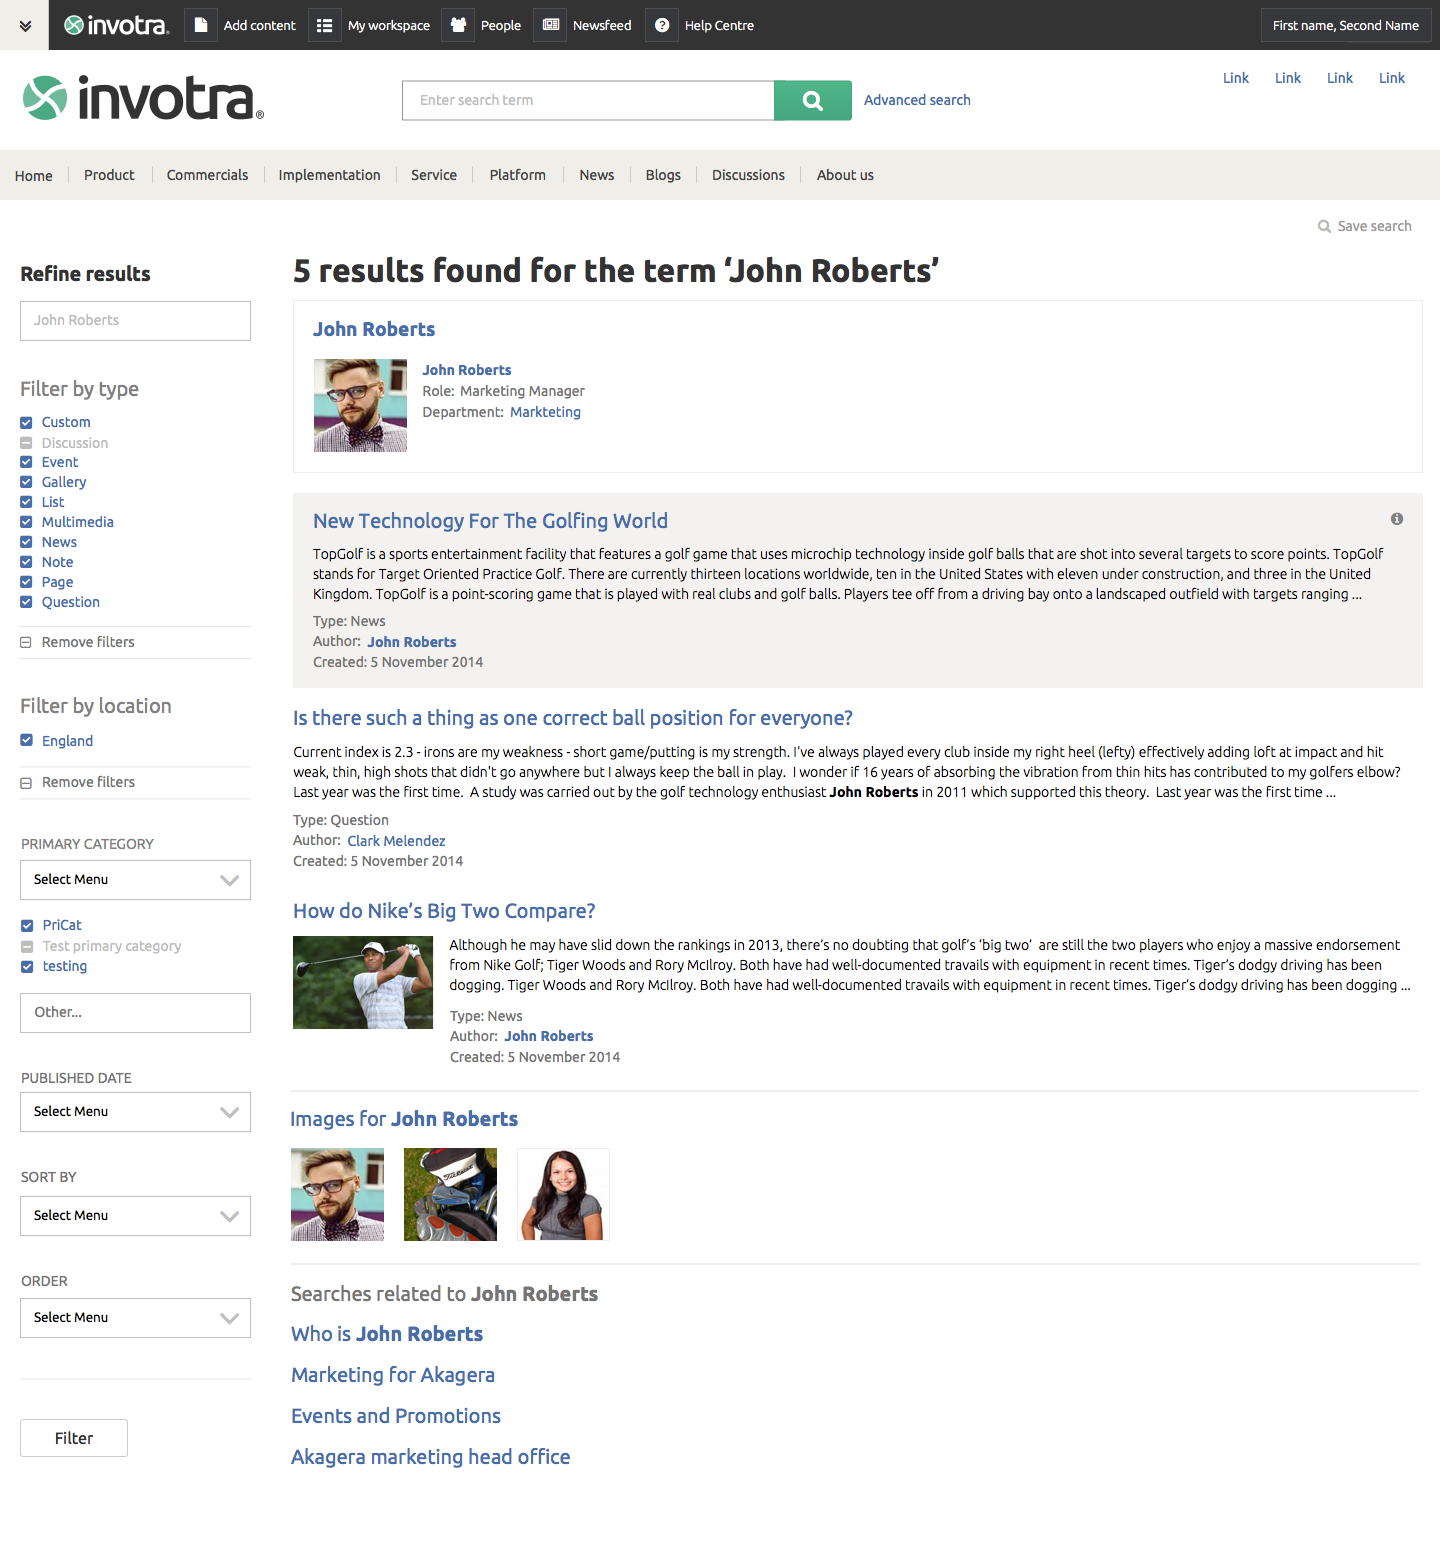 invotra® Add content My workspace People Newsfeed Help Centre First name, Second Name
invotra® Enter search term Advanced search Link Link Link Link
Home Product Commercials Implementation Service Platform News Blogs Discussions About us
Save search
Refine results
John Roberts
Filter by type
Custom
Discussion
Event
Gallery
List
Multimedia
News
Note
Page
Question
Remove filters
Filter by location
England
Remove filters
PRIMARY CATEGORY
Select Menu
PriCat
Test primary category
testing
Other...
PUBLISHED DATE
Select Menu
SORT BY
Select Menu
ORDER
Select Menu
Filter
5 results found for the term ‘John Roberts’
John Roberts
John Roberts
Role: Marketing Manager
Department: Markteting
New Technology For The Golfing World
TopGolf is a sports entertainment facility that features a golf game that uses microchip technology inside golf balls that are shot into several targets to score points. TopGolf
stands for Target Oriented Practice Golf. There are currently thirteen locations worldwide, ten in the United States with eleven under construction, and three in the United
Kingdom. TopGolf is a point-scoring game that is played with real clubs and golf balls. Players tee off from a driving bay onto a landscaped outfield with targets ranging ...
Type: News
Author: John Roberts
Created: 5 November 2014
Is there such a thing as one correct ball position for everyone?
Current index is 2.3 - irons are my weakness - short game/putting is my strength. I've always played every club inside my right heel (lefty) effectively adding loft at impact and hit
weak, thin, high shots that didn't go anywhere but I always keep the ball in play. I wonder if 16 years of absorbing the vibration from thin hits has contributed to my golfers elbow?
Last year was the first time. A study was carried out by the golf technology enthusiast John Roberts in 2011 which supported this theory. Last year was the first time ...
Type: Question
Author: Clark Melendez
Created: 5 November 2014
How do Nike’s Big Two Compare?
Although he may have slid down the rankings in 2013, there’s no doubting that golf’s ‘big two’ are still the two players who enjoy a massive endorsement
from Nike Golf; Tiger Woods and Rory McIlroy. Both have had well-documented travails with equipment in recent times. Tiger’s dodgy driving has been
dogging. Tiger Woods and Rory McIlroy. Both have had well-documented travails with equipment in recent times. Tiger’s dodgy driving has been dogging ...
Type: News
Author: John Roberts
Created: 5 November 2014
Images for John Roberts
Titleist
Searches related to John Roberts
Who is John Roberts
Marketing for Akagera
Events and Promotions
Akagera marketing head office